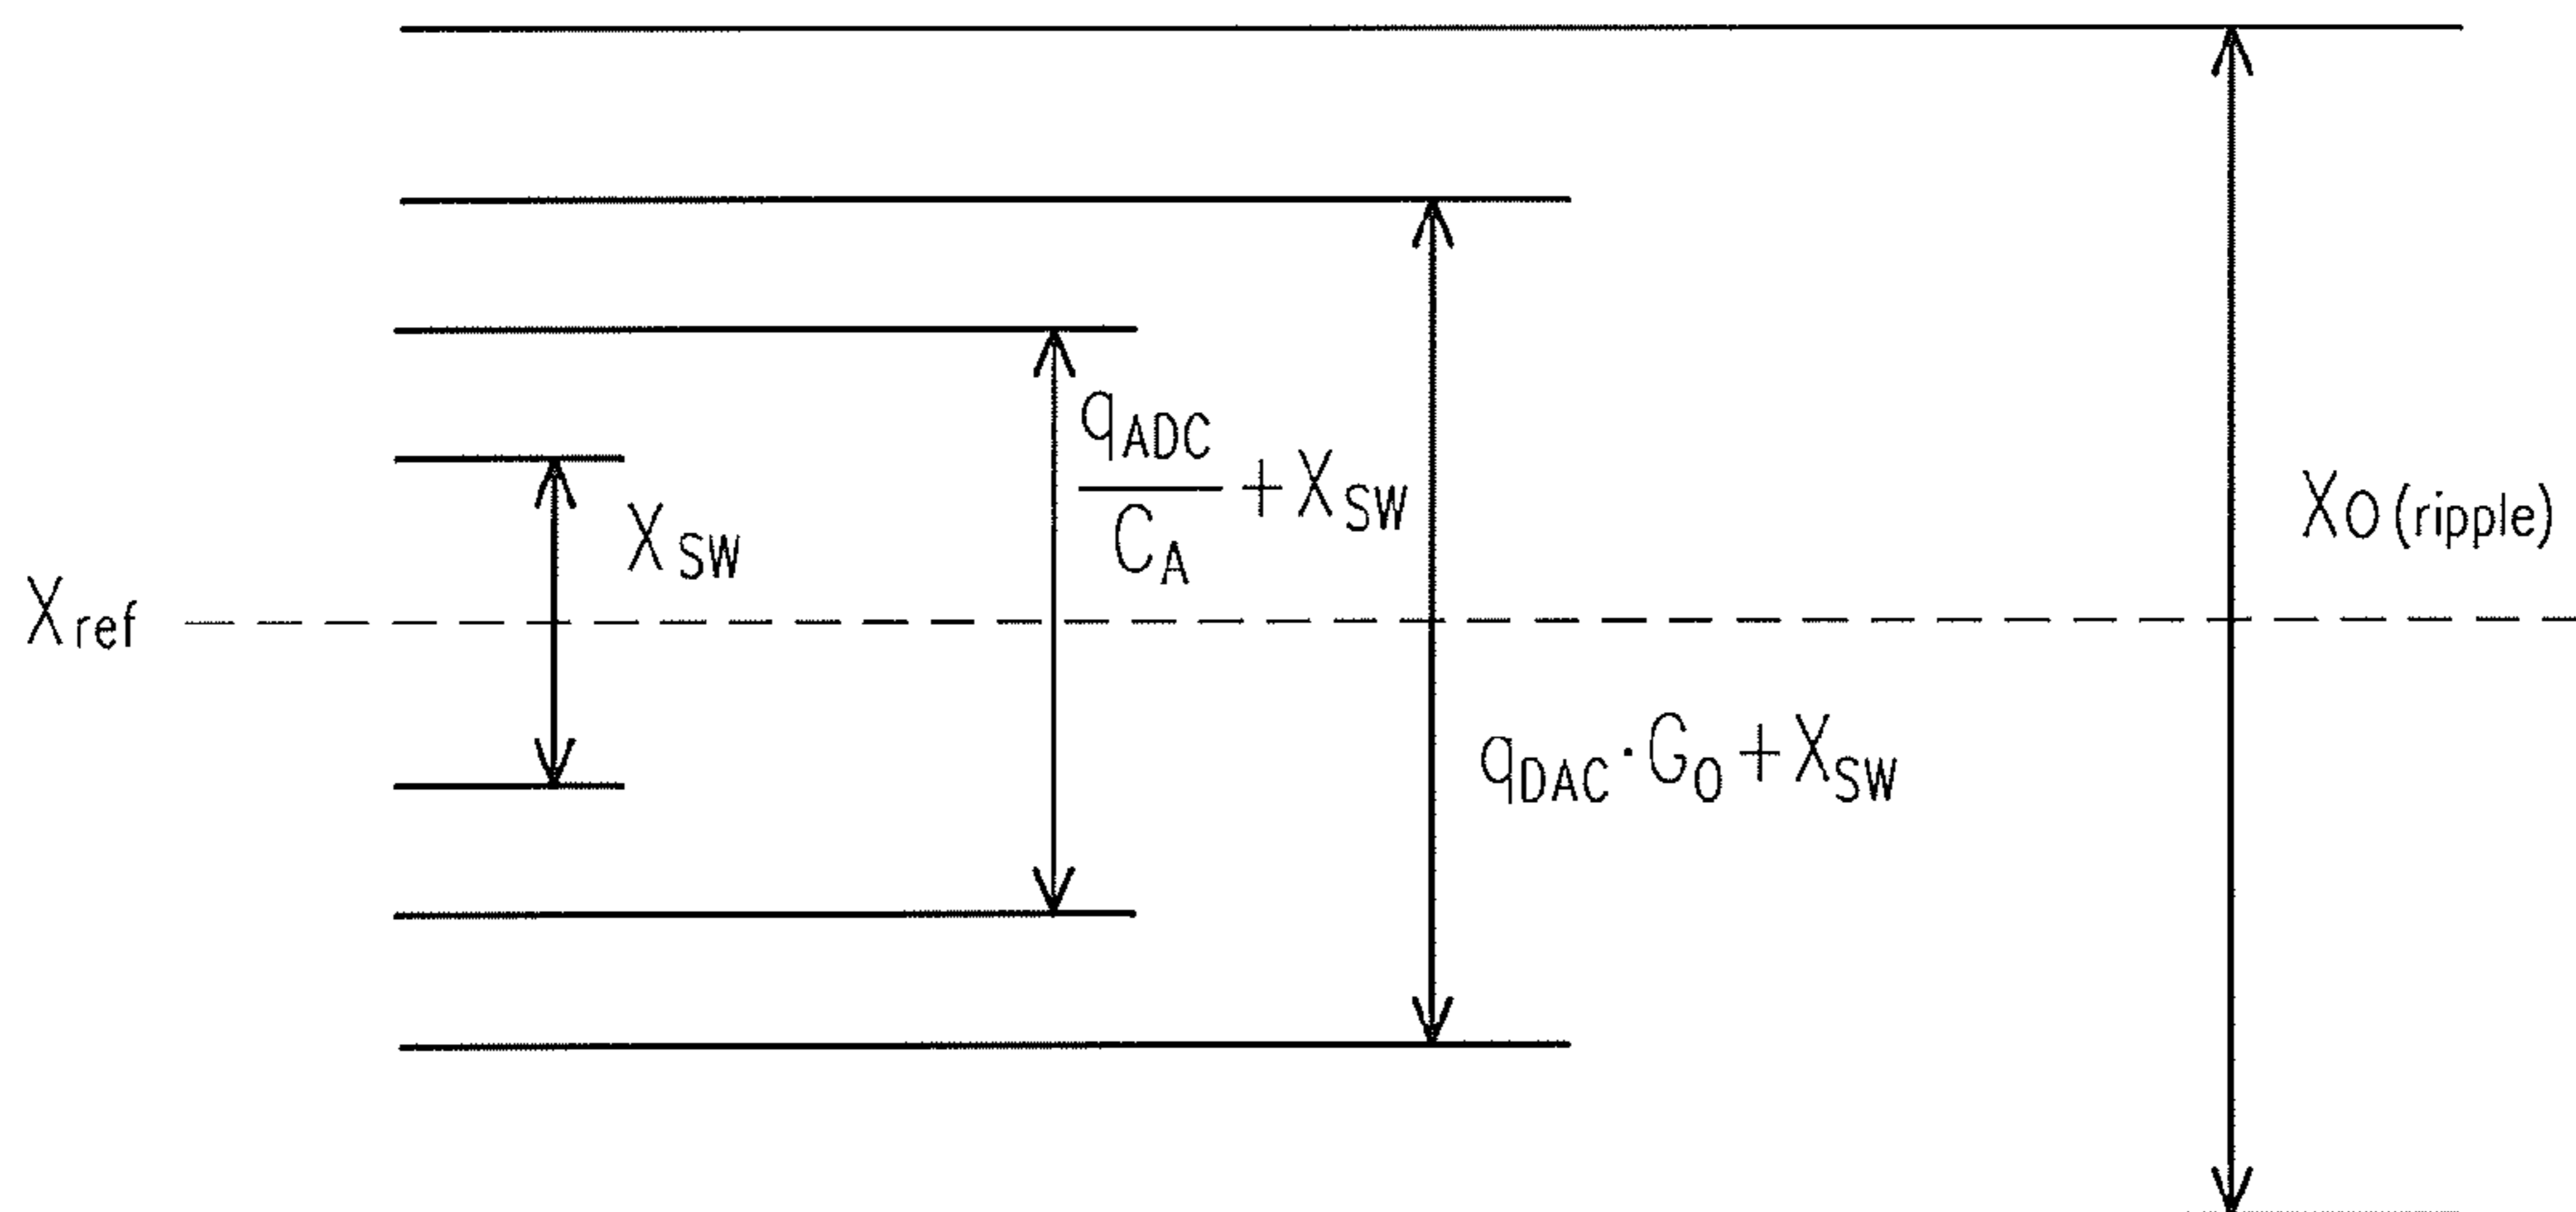 Xref
XSW
qADC
CA
+XSW
qDAC·GO+XSW
XO (ripple)